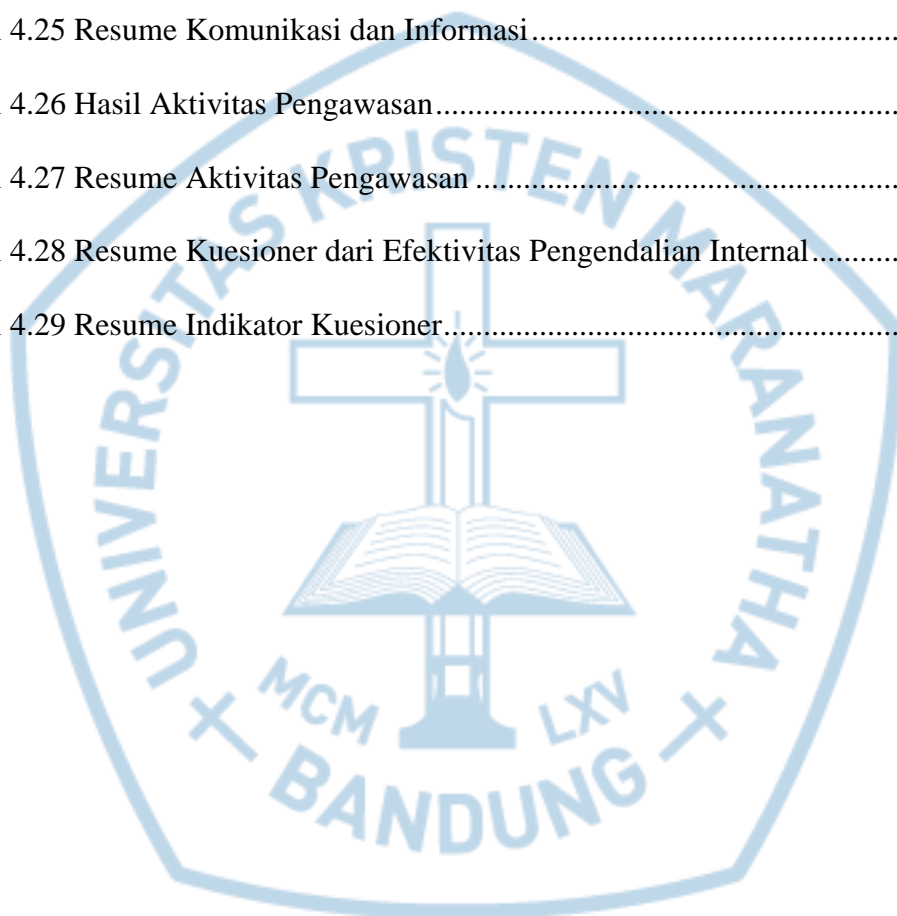 4.25 Resume Komunikasi dan Informasi..............................................
4.26 Hasil Aktivitas Pengawasan..........................................................
4.27 Resume Aktivitas Pengawasan.....................................................
4.28 Resume Kuesioner dari Efektivitas Pengendalian Internal...........
4.29 Resume Indikator Kuesioner.........................................................
UNIVERSITAS KRISTEN MARANATHA
MCM LXV
BANDUNG